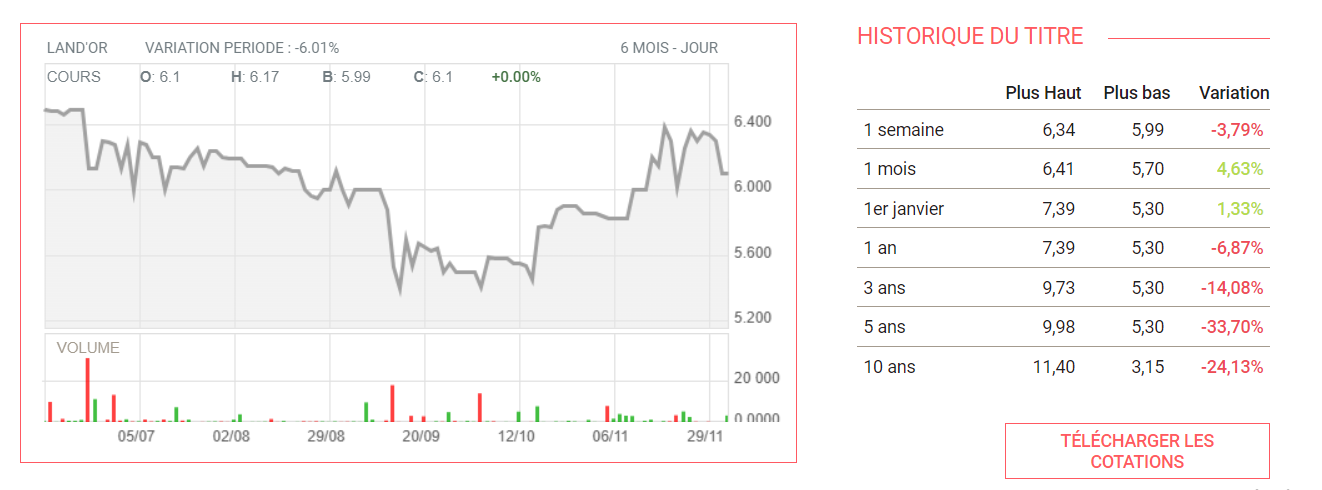 LAND'OR VARIATION PERIODE : -6.01% 6 MOIS - JOUR
COURS O: 6.1 H: 6.17 B: 5.99 C: 6.1 +0.00%
6.400
6.000
5.600
5.200
VOLUME
20 000
0.0000
05/07 02/08 29/08 20/09 12/10 06/11 29/11
HISTORIQUE DU TITRE
Plus Haut Plus bas Variation
1 semaine 6,34 5,99 -3,79%
1 mois 6,41 5,70 4,63%
1er janvier 7,39 5,30 1,33%
1 an 7,39 5,30 -6,87%
3 ans 9,73 5,30 -14,08%
5 ans 9,98 5,30 -33,70%
10 ans 11,40 3,15 -24,13%
TÉLÉCHARGER LES
COTATIONS